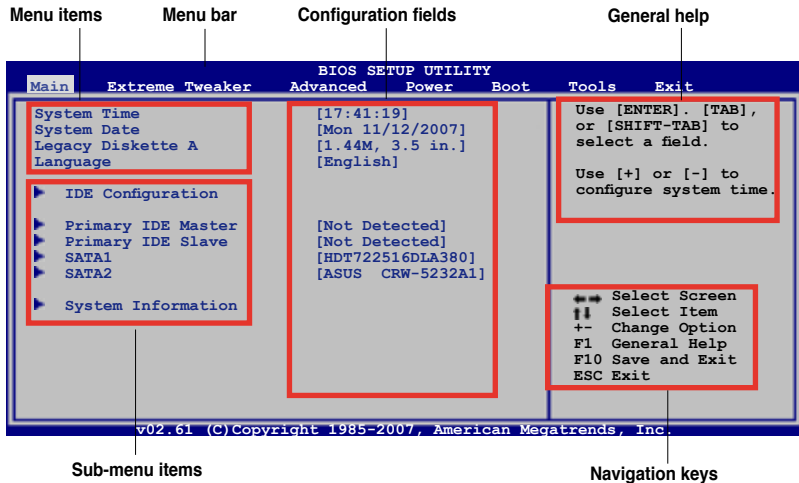 Menu items Menu bar Configuration fields General help
BIOS SETUP UTILITY
Main Extreme Tweaker Advanced Power Boot Tools Exit
System Time [17:41:19]
System Date [Mon 11/12/2007]
Legacy Diskette A [1.44M, 3.5 in.]
Language [English]
IDE Configuration
Primary IDE Master [Not Detected]
Primary IDE Slave [Not Detected]
SATA1 [HDT722516DLA380]
SATA2 [ASUS CRW-5232A1]
System Information
Use [ENTER]. [TAB],
or [SHIFT-TAB] to
select a field.
Use [+] or [-] to
configure system time.
Select Screen
Select Item
+- Change Option
F1 General Help
F10 Save and Exit
ESC Exit
v02.61 (C)Copyright 1985-2007, American Megatrends, Inc.
Sub-menu items Navigation keys